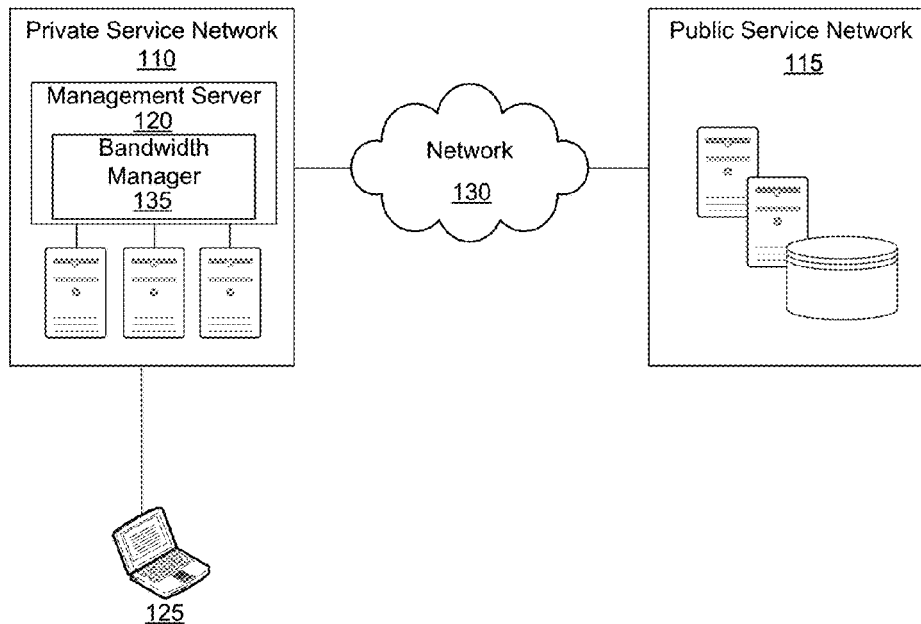 Private Service Network
110
Management Server
120
Bandwidth
Manager
135
Network
130
Public Service Network
115
125